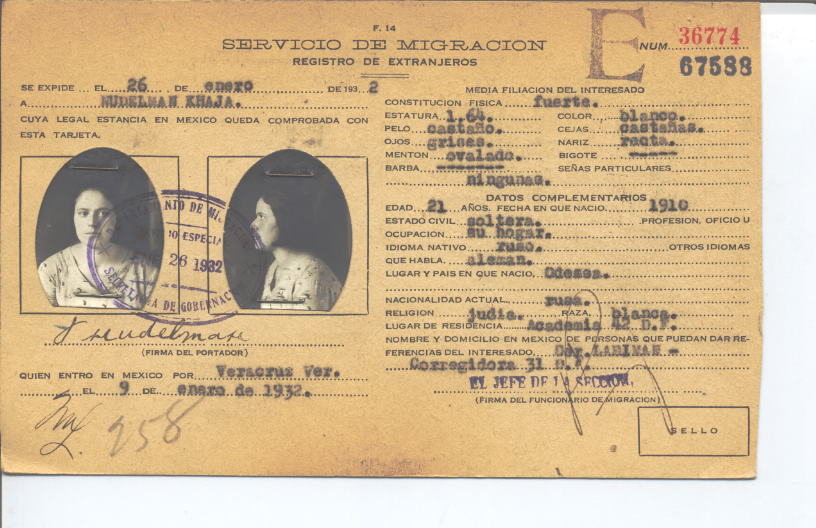 F. 14
SERVICIO DE MIGRACION
REGISTRO DE EXTRANJEROS
E NUM. 36774
67588
SE EXPIDE EL 26 DE enero DE 193 2
A NUDELMAN KHAJA.
CUYA LEGAL ESTANCIA EN MEXICO QUEDA COMPROBADA CON
ESTA TARJETA.
26 1932
Nudelman
(FIRMA DEL PORTADOR)
QUIEN ENTRO EN MEXICO POR Veracruz Ver.
EL 9 DE enero de 1932.
958
MEDIA FILIACION DEL INTERESADO
CONSTITUCION FISICA fuerte.
ESTATURA 1.64. COLOR blanco.
PELO castaño. CEJAS castañas.
OJOS grises. NARIZ recta.
MENTON ovalado. BIGOTE -----
BARBA ------- SEÑAS PARTICULARES
ningunas.
DATOS COMPLEMENTARIOS
EDAD 21 AÑOS. FECHA EN QUE NACIO. 1910
ESTADO CIVIL soltera. PROFESION, OFICIO U
OCUPACION su hogar.
IDIOMA NATIVO ruso. OTROS IDIOMAS
QUE HABLA. aleman.
LUGAR Y PAIS EN QUE NACIO, Odessa.
NACIONALIDAD ACTUAL rusa.
RELIGION judia. RAZA blanca.
LUGAR DE RESIDENCIA Academia 42 D.F.
NOMBRE Y DOMICILIO EN MEXICO DE PERSONAS QUE PUEDAN DAR RE-
FERENCIAS DEL INTERESADO,
Corregidora 31 D.F.
EL JEFE DE LA SECCION,
(FIRMA DEL FUNCIONARIO DE MIGRACION)
SELLO